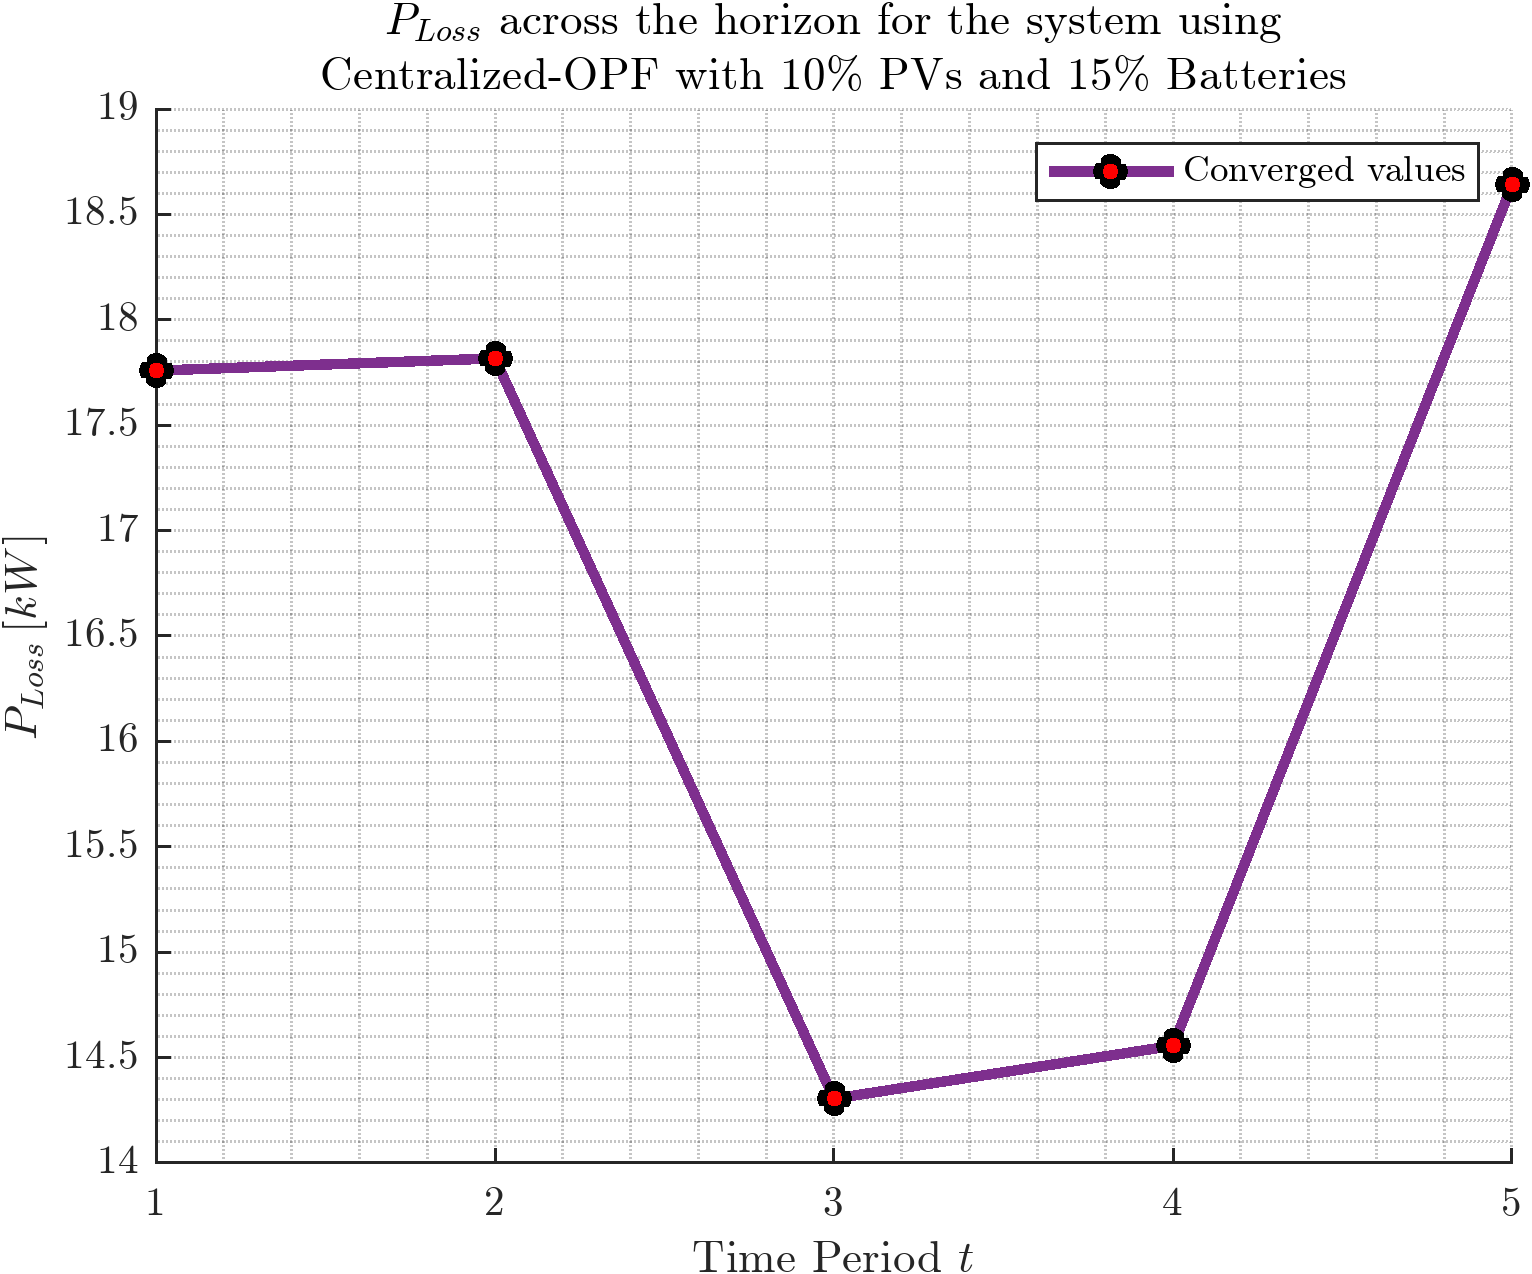 P_Loss across the horizon for the system using
Centralized-OPF with 10% PVs and 15% Batteries
Converged values
P_Loss [kW]
19
18.5
18
17.5
17
16.5
16
15.5
15
14.5
14
1 2 3 4 5
Time Period t